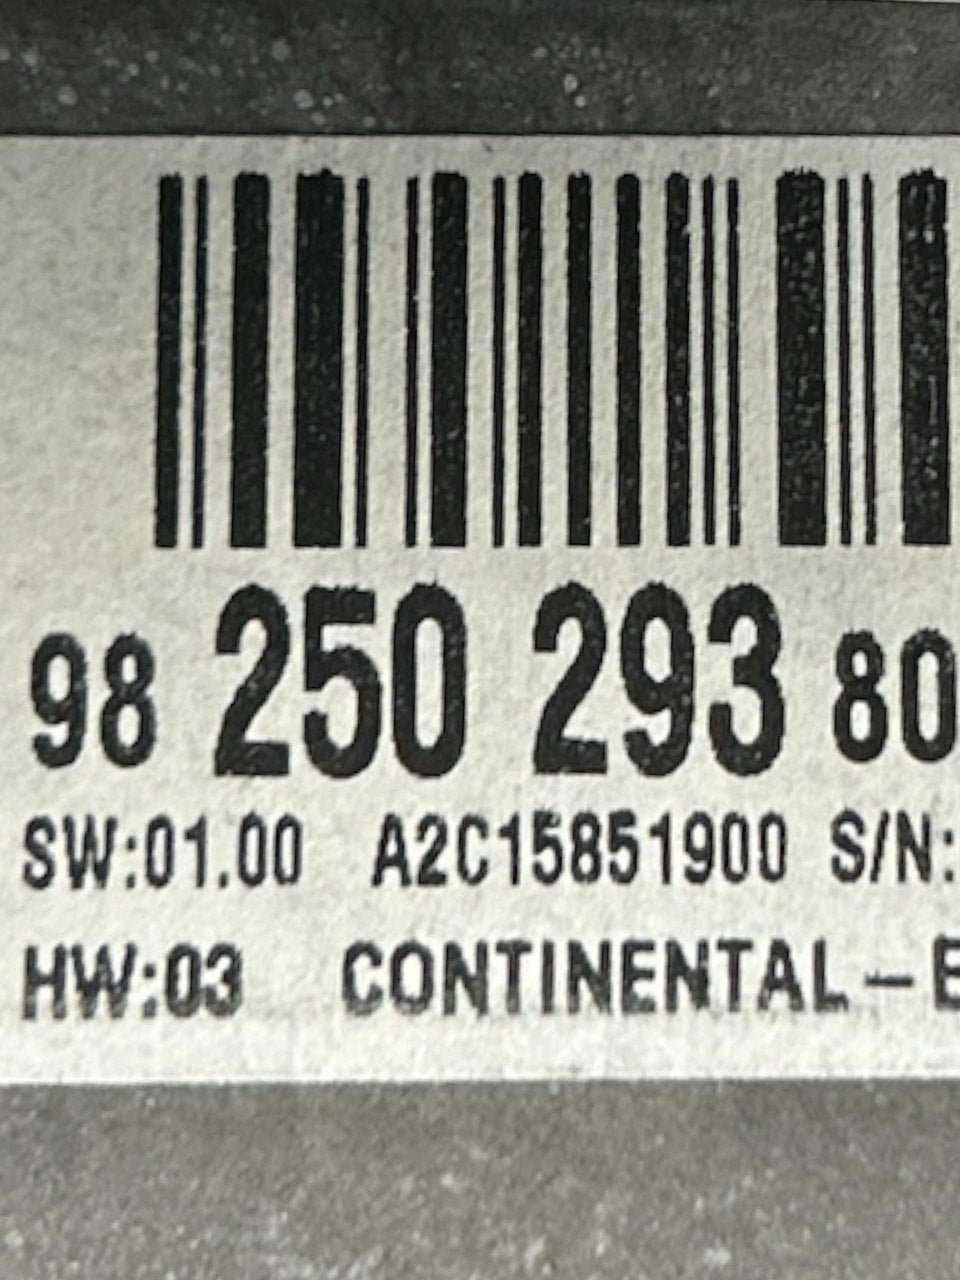 98 250 293 80
SW:01.00 A2C15851900 S/N:
HW:03 CONTINENTAL-E